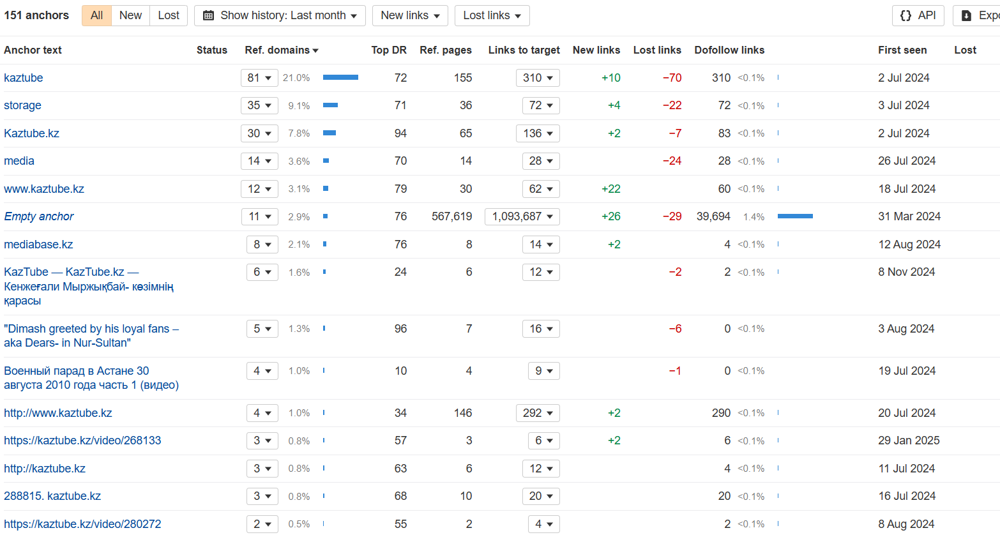 151 anchors All New Lost Show history: Last month New links Lost links API Expo
Anchor text Status Ref. domains Top DR Ref. pages Links to target New links Lost links Dofollow links First seen Lost
kaztube 81 21.0% 72 155 310 +10 −70 310 <0.1% 2 Jul 2024
storage 35 9.1% 71 36 72 +4 −22 72 <0.1% 3 Jul 2024
Kaztube.kz 30 7.8% 94 65 136 +2 −7 83 <0.1% 2 Jul 2024
media 14 3.6% 70 14 28 −24 28 <0.1% 26 Jul 2024
www.kaztube.kz 12 3.1% 79 30 62 +22 60 <0.1% 18 Jul 2024
Empty anchor 11 2.9% 76 567,619 1,093,687 +26 −29 39,694 1.4% 31 Mar 2024
mediabase.kz 8 2.1% 76 8 14 +2 4 <0.1% 12 Aug 2024
KazTube — KazTube.kz — 6 1.6% 24 6 12 −2 2 <0.1% 8 Nov 2024
Кенжеғали Мыржықбай- көзімнің
қарасы
"Dimash greeted by his loyal fans – 5 1.3% 96 7 16 −6 0 <0.1% 3 Aug 2024
aka Dears- in Nur-Sultan"
Военный парад в Астане 30 4 1.0% 10 4 9 −1 0 <0.1% 19 Jul 2024
августа 2010 года часть 1 (видео)
http://www.kaztube.kz 4 1.0% 34 146 292 +2 290 <0.1% 20 Jul 2024
https://kaztube.kz/video/268133 3 0.8% 57 3 6 +2 6 <0.1% 29 Jan 2025
http://kaztube.kz 3 0.8% 63 6 12 4 <0.1% 11 Jul 2024
288815. kaztube.kz 3 0.8% 68 10 20 20 <0.1% 16 Jul 2024
https://kaztube.kz/video/280272 2 0.5% 55 2 4 2 <0.1% 8 Aug 2024